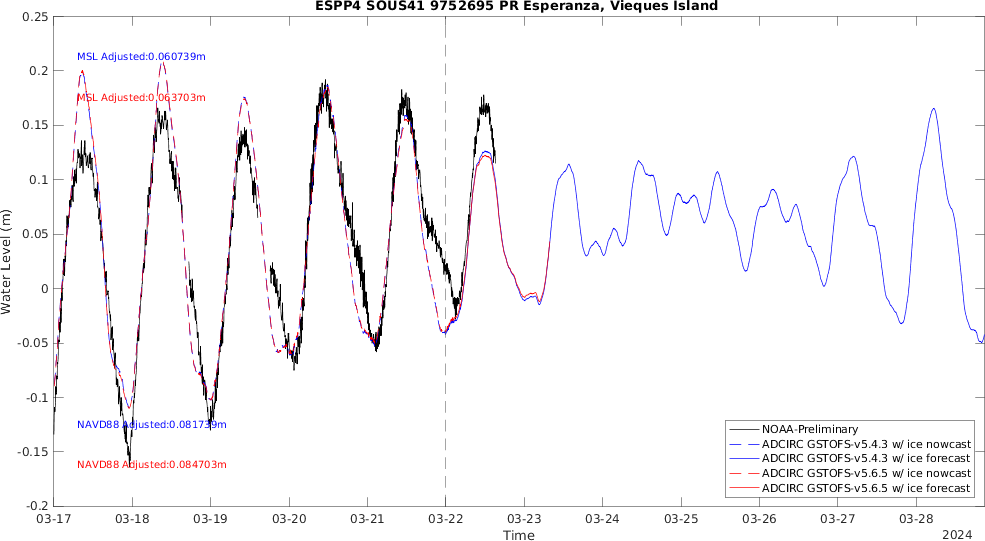 ESPP4 SOUS41 9752695 PR Esperanza, Vieques Island
0.25
0.2
0.15
0.1
0.05
0
-0.05
-0.1
-0.15
-0.2
Water Level (m)
MSL Adjusted:0.060739m
MSL Adjusted:0.063703m
NAVD88 Adjusted:0.081739m
NAVD88 Adjusted:0.084703m
NOAA-Preliminary
ADCIRC GSTOFS-v5.4.3 w/ ice nowcast
ADCIRC GSTOFS-v5.4.3 w/ ice forecast
ADCIRC GSTOFS-v5.6.5 w/ ice nowcast
ADCIRC GSTOFS-v5.6.5 w/ ice forecast
03-17 03-18 03-19 03-20 03-21 03-22 03-23 03-24 03-25 03-26 03-27 03-28
Time
2024